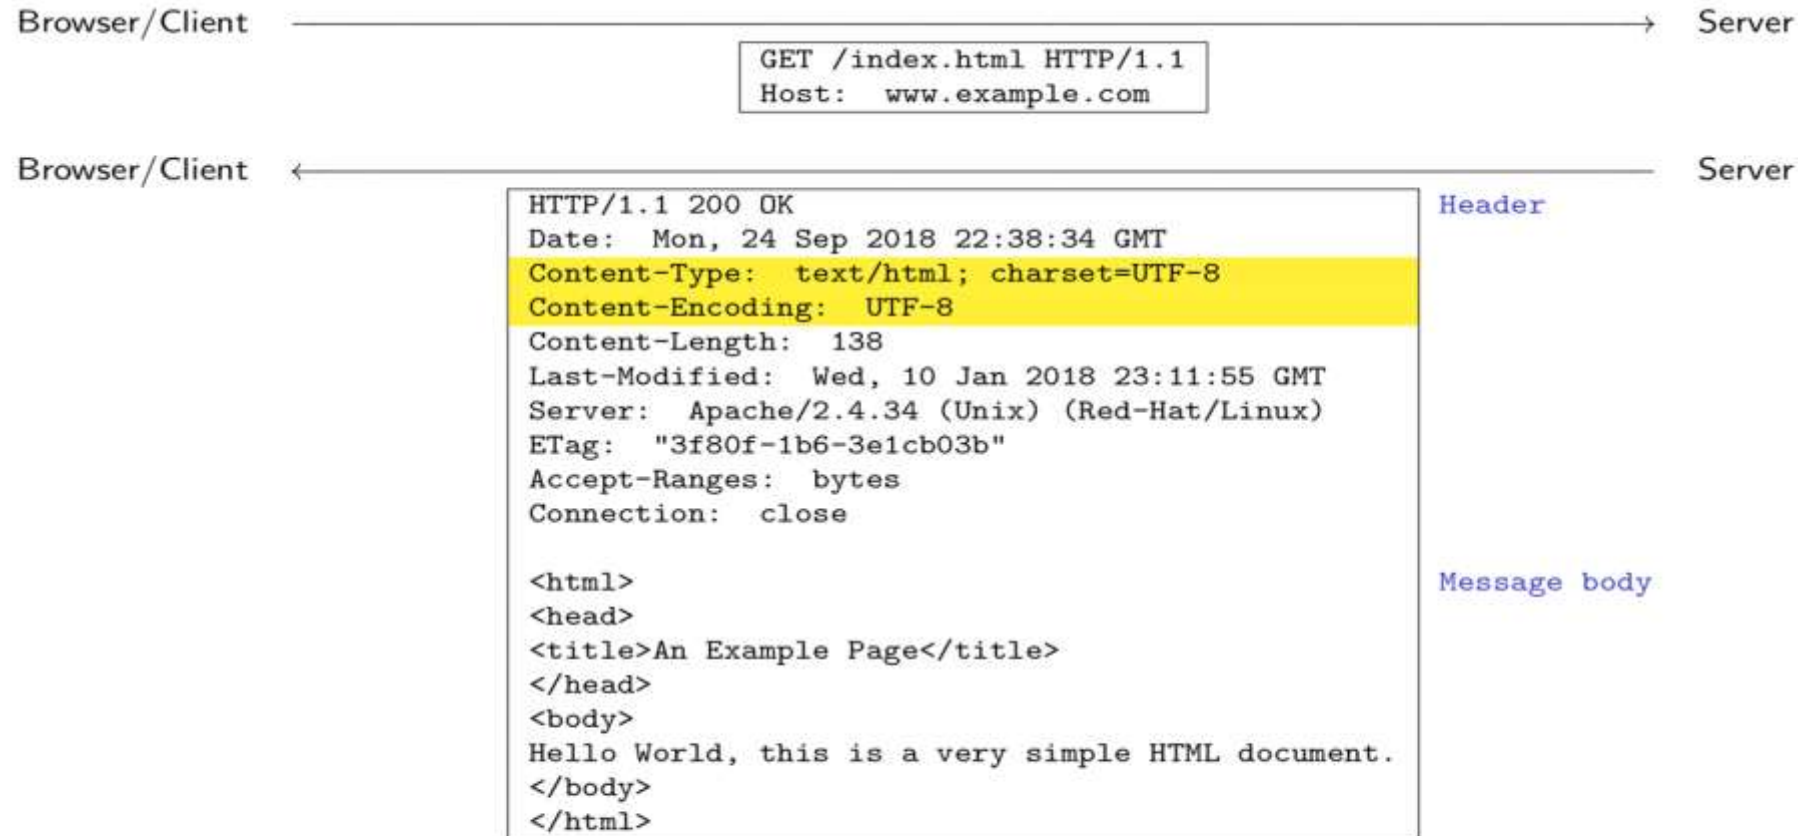 Browser/Client Server
GET /index.html HTTP/1.1
Host: www.example.com
Browser/Client Server
HTTP/1.1 200 OK Header
Date: Mon, 24 Sep 2018 22:38:34 GMT
Content-Type: text/html; charset=UTF-8
Content-Encoding: UTF-8
Content-Length: 138
Last-Modified: Wed, 10 Jan 2018 23:11:55 GMT
Server: Apache/2.4.34 (Unix) (Red-Hat/Linux)
ETag: "3f80f-1b6-3e1cb03b"
Accept-Ranges: bytes
Connection: close
<html> Message body
<head>
<title>An Example Page</title>
</head>
<body>
Hello World, this is a very simple HTML document.
</body>
</html>